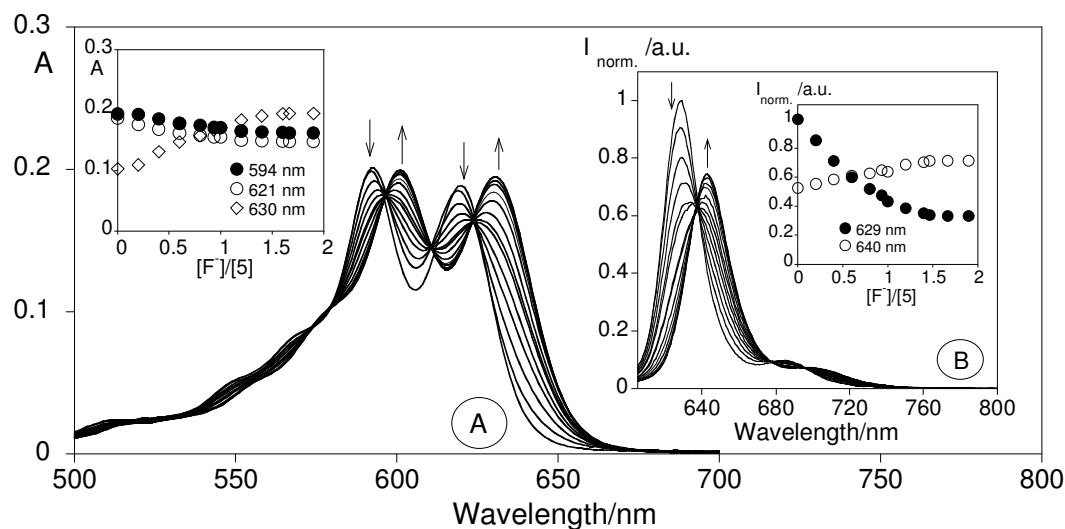 0.3
A
0.2
0.1
0
500
550
600
650
700
750
800
Wavelength/nm
A
0.3
A
0.2
0.1
0
0
0.5
1
1.5
2
[F⁻]/[5]
594 nm
621 nm
630 nm
I norm. /a.u.
1
0.8
0.6
0.4
0.2
0
640
680
720
760
800
Wavelength/nm
B
I norm. /a.u.
1
0.8
0.6
0.4
0.2
0
0
0.5
1
1.5
2
[F⁻]/[5]
629 nm
640 nm